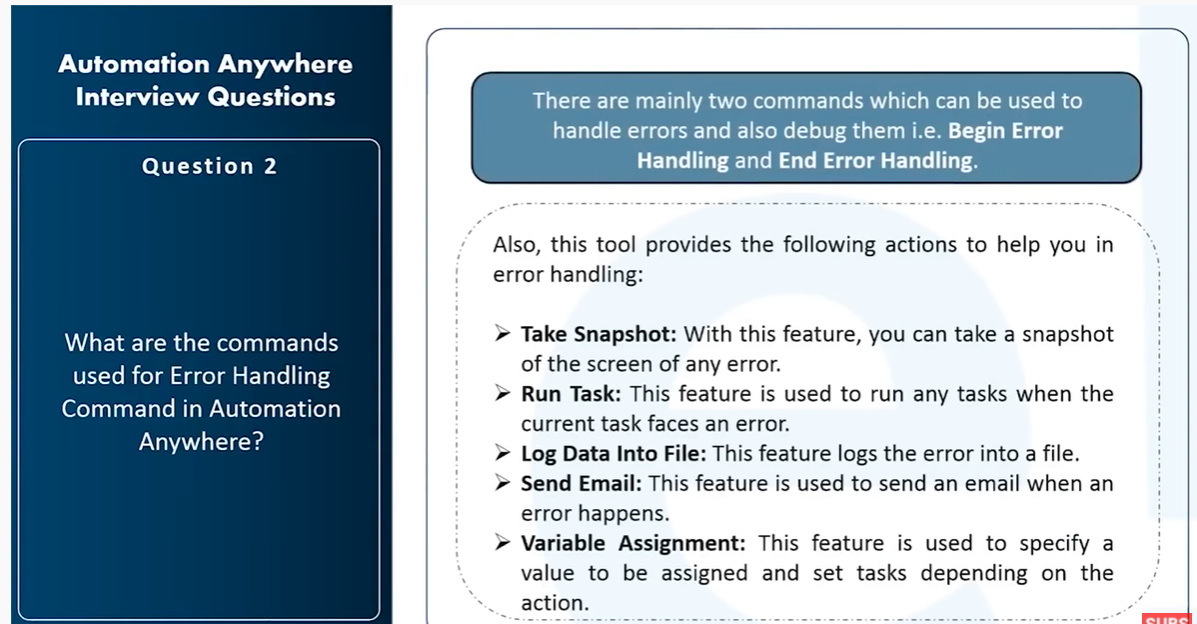 Automation Anywhere
Interview Questions
Question 2
What are the commands
used for Error Handling
Command in Automation
Anywhere?
There are mainly two commands which can be used to
handle errors and also debug them i.e. Begin Error
Handling and End Error Handling.
Also, this tool provides the following actions to help you in
error handling:
➢ Take Snapshot: With this feature, you can take a snapshot
of the screen of any error.
➢ Run Task: This feature is used to run any tasks when the
current task faces an error.
➢ Log Data Into File: This feature logs the error into a file.
➢ Send Email: This feature is used to send an email when an
error happens.
➢ Variable Assignment: This feature is used to specify a
value to be assigned and set tasks depending on the
action.
SUBS